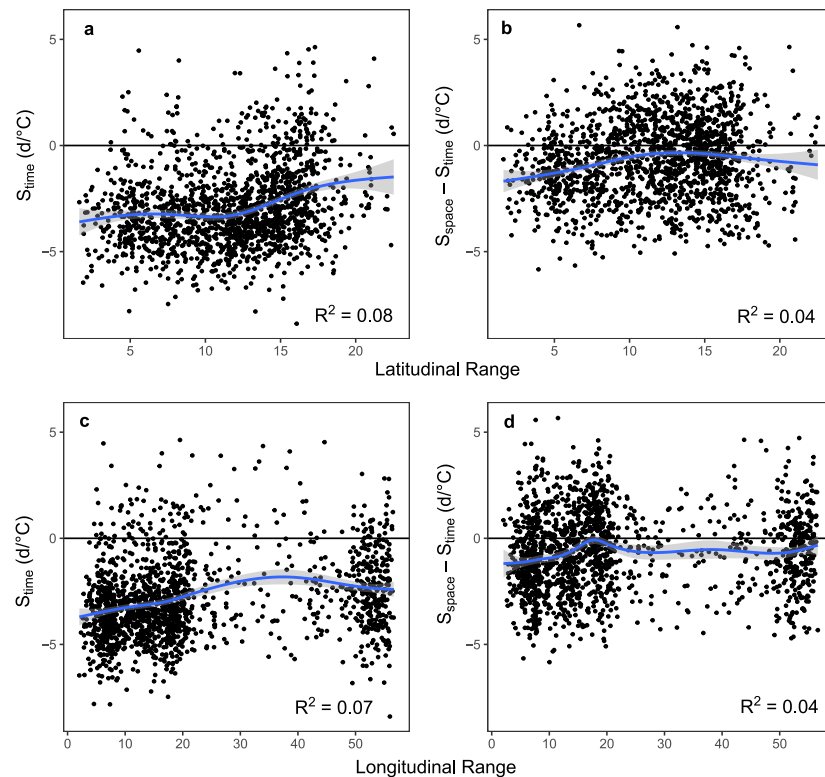 a
5
0
−5
S_time (d/°C)
R² = 0.08
5 10 15 20
b
5
0
−5
S_space − S_time (d/°C)
R² = 0.04
5 10 15 20
Latitudinal Range
c
5
0
−5
S_time (d/°C)
R² = 0.07
0 10 20 30 40 50
d
5
0
−5
S_space − S_time (d/°C)
R² = 0.04
0 10 20 30 40 50
Longitudinal Range